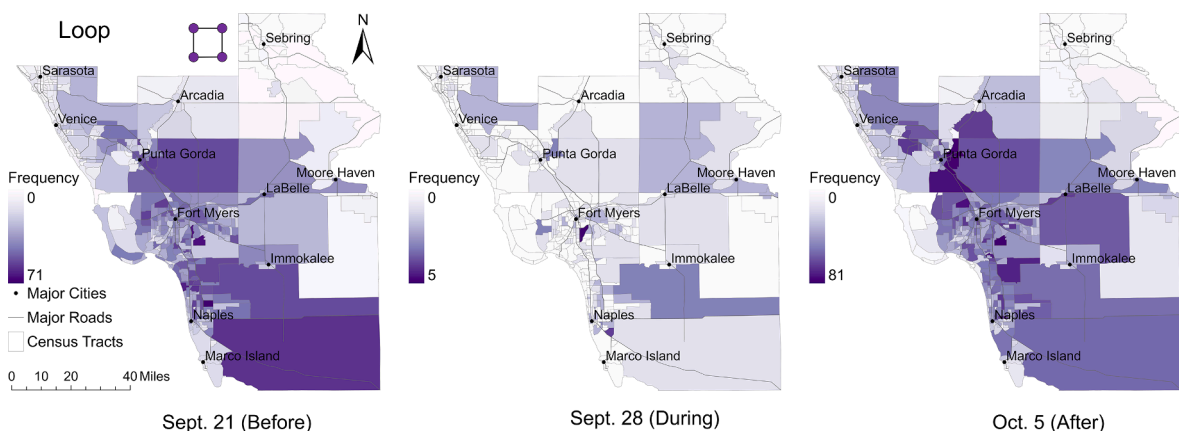 Loop
N
Sebring
Sarasota
Arcadia
Venice
Punta Gorda
Moore Haven
LaBelle
Fort Myers
Immokalee
Naples
Marco Island
Frequency
0
71
Major Cities
Major Roads
Census Tracts
0 10 20 40 Miles
Sept. 21 (Before)
Sebring
Sarasota
Arcadia
Venice
Punta Gorda
Moore Haven
LaBelle
Fort Myers
Immokalee
Naples
Marco Island
Frequency
0
5
Sept. 28 (During)
Sebring
Sarasota
Arcadia
Venice
Punta Gorda
Moore Haven
LaBelle
Fort Myers
Immokalee
Naples
Marco Island
Frequency
0
81
Oct. 5 (After)